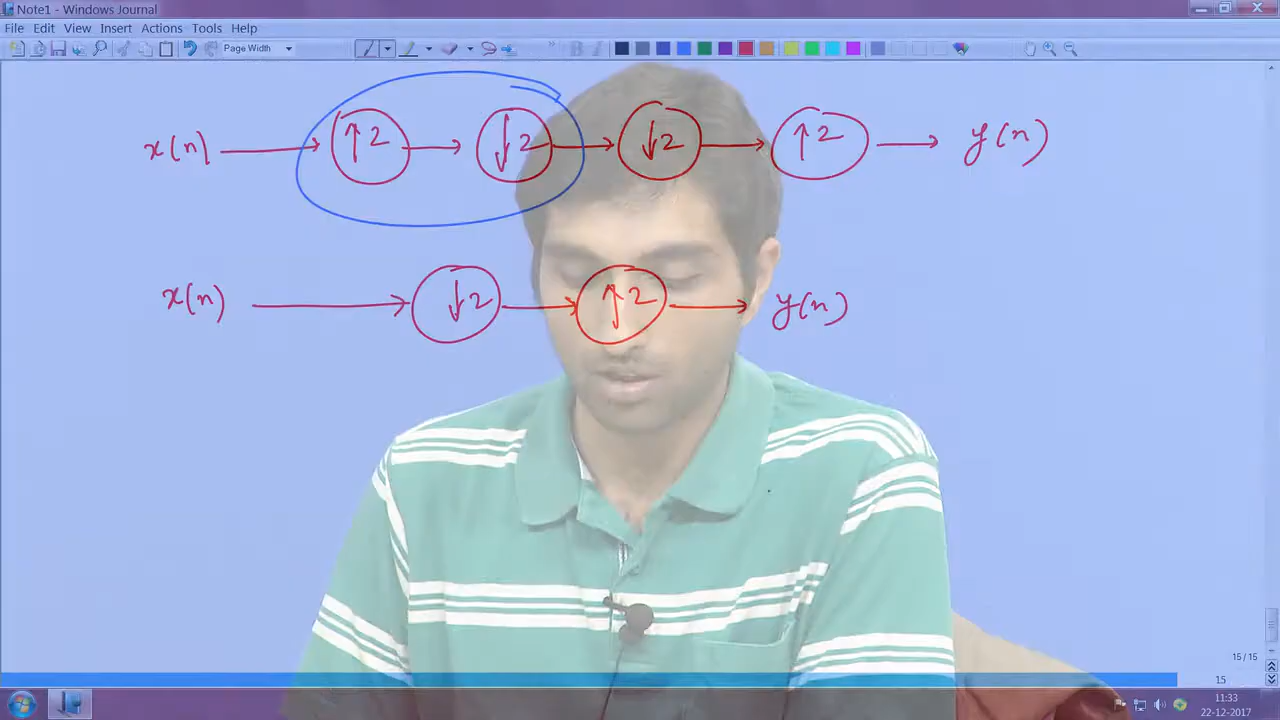 Note1 - Windows Journal
File Edit View Insert Actions Tools Help
Page Width
B I
x(n) → ↑2 → ↓2 → ↓2 → ↑2 → y(n)
x(n) → ↓2 → ↑2 → y(n)
15 / 15
15
11:33
22-12-2017